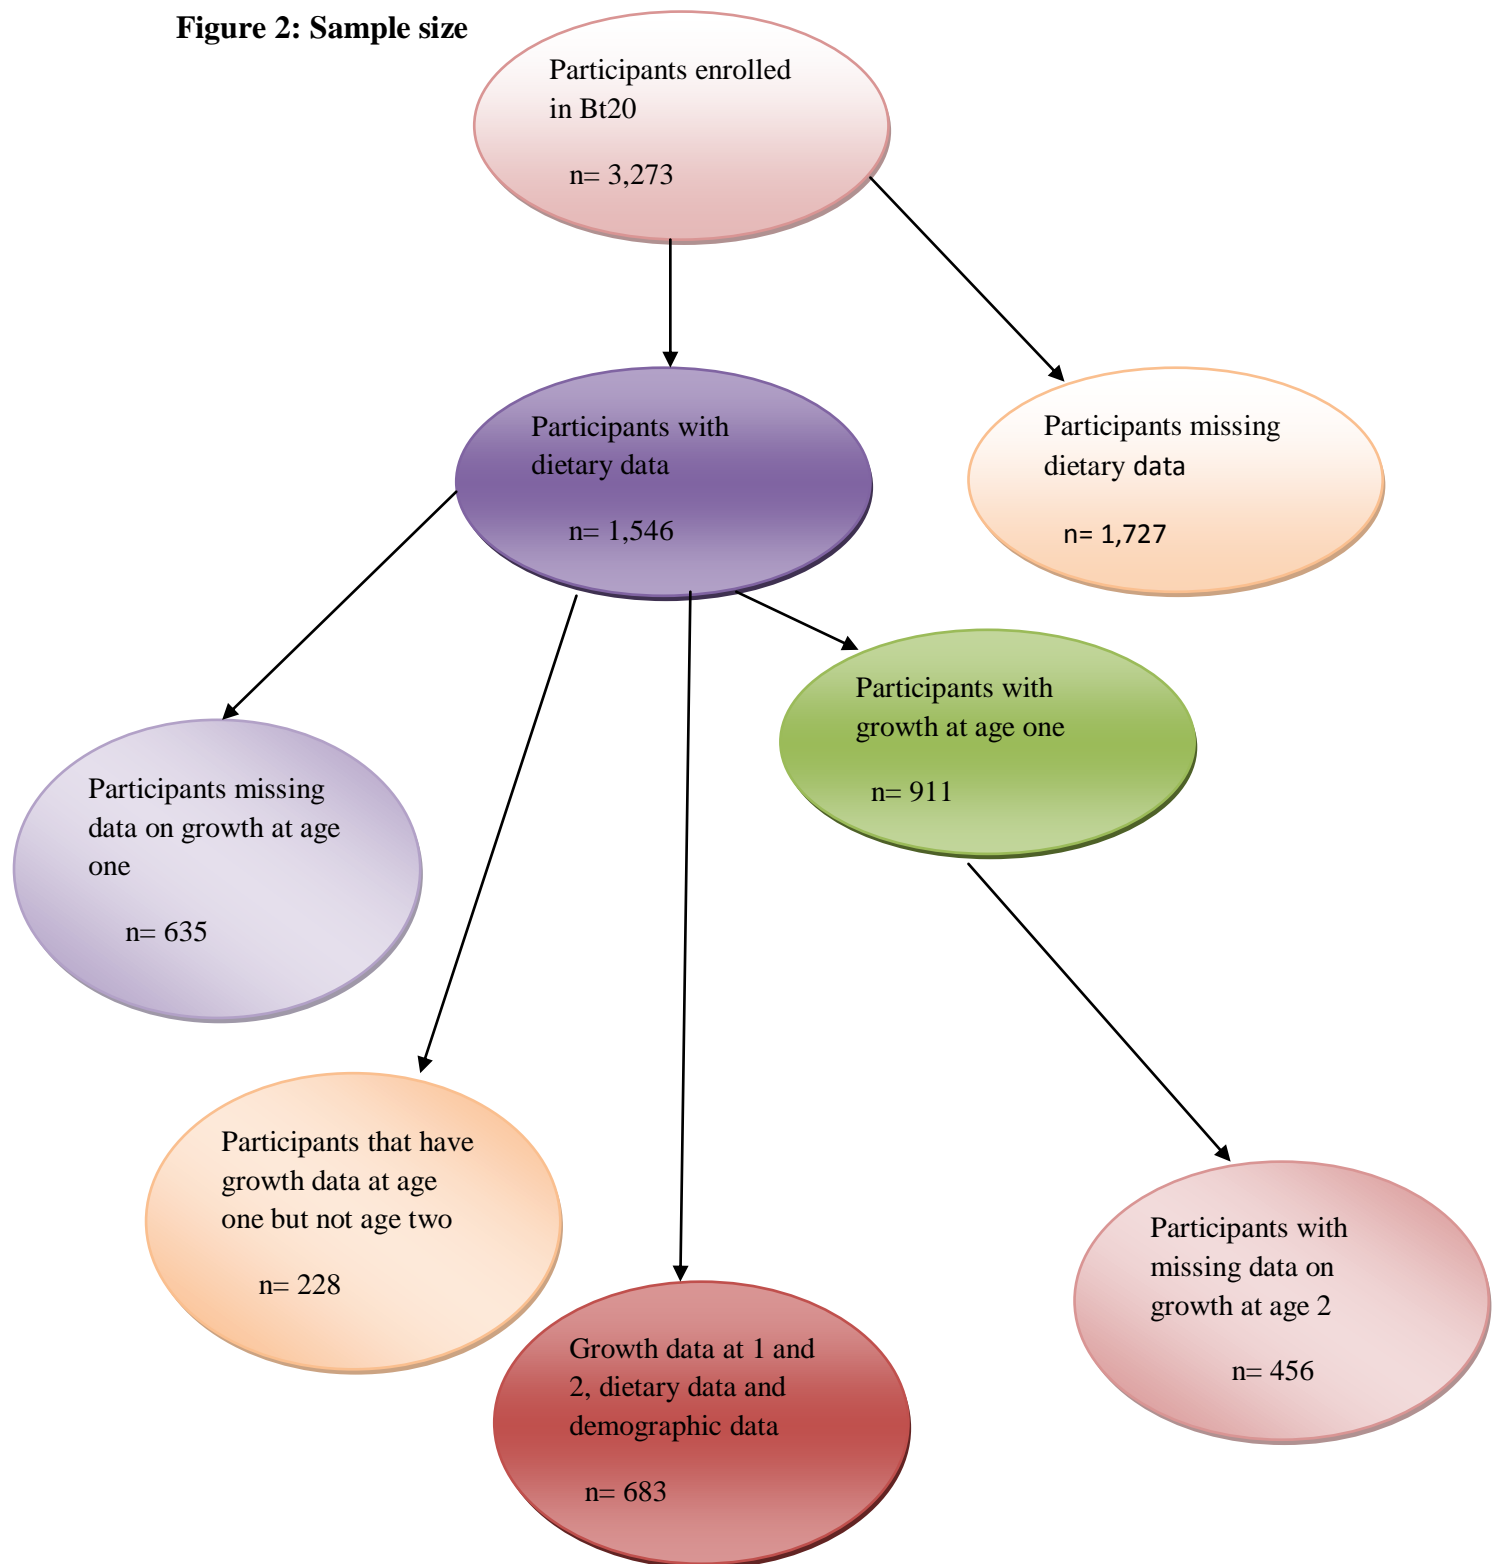 Figure 2: Sample size
Participants enrolled
in Bt20
n= 3,273
Participants with
dietary data
n= 1,546
Participants missing
dietary data
n= 1,727
Participants with
growth at age one
n= 911
Participants missing
data on growth at age
one
n= 635
Participants that have
growth data at age
one but not age two
n= 228
Participants with
missing data on
growth at age 2
n= 456
Growth data at 1 and
2, dietary data and
demographic data
n= 683